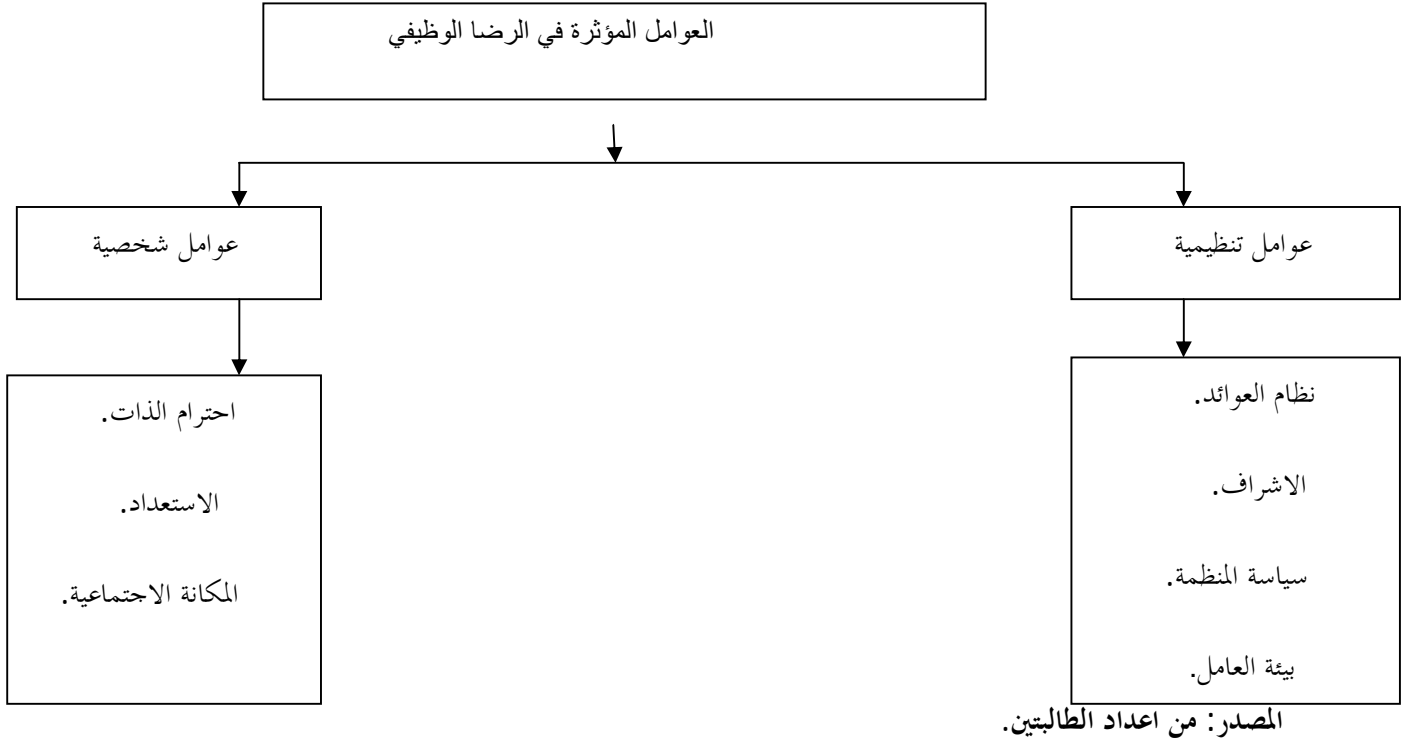 العوامل المؤثرة في الرضا الوظيفي
عوامل تنظيمية
عوامل شخصية
نظام العوائد.
الاشراف.
سياسة المنظمة.
بيئة العامل.
احترام الذات.
الاستعداد.
المكانة الاجتماعية.
المصدر: من اعداد الطالبتين.